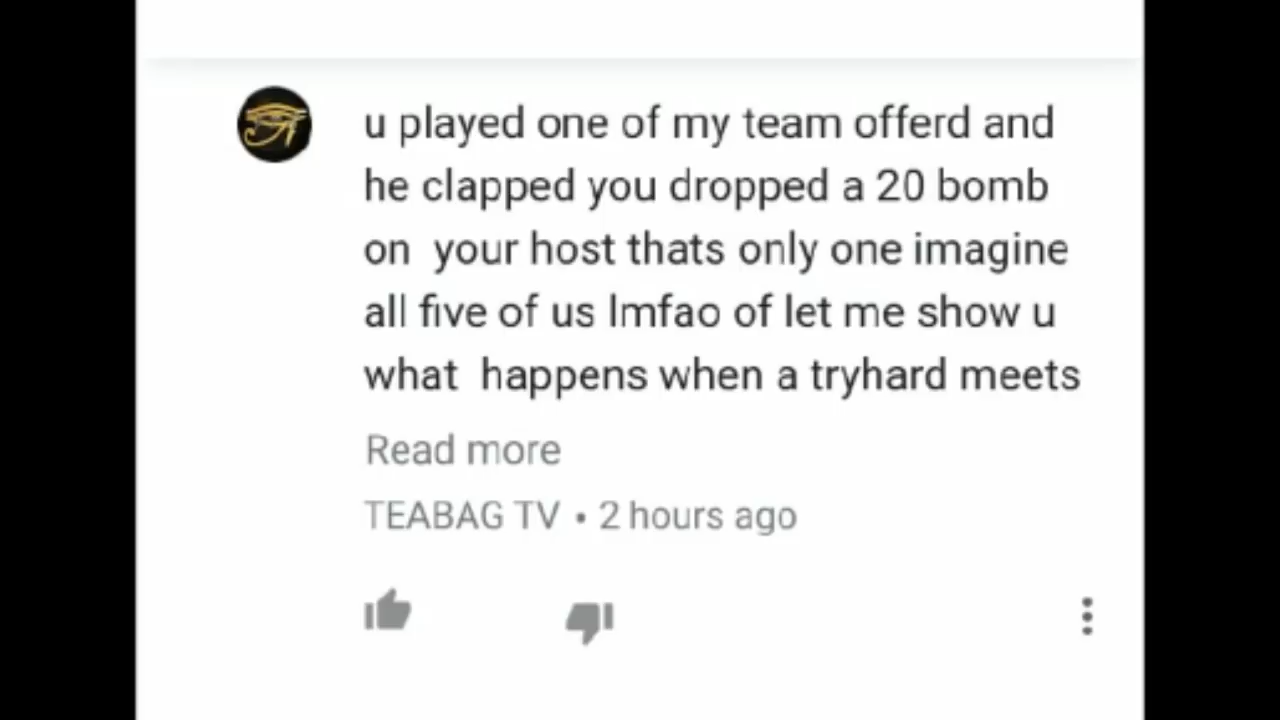 u played one of my team offerd and
he clapped you dropped a 20 bomb
on  your host thats only one imagine
all five of us lmfao of let me show u
what  happens when a tryhard meets
Read more
TEABAG TV • 2 hours ago